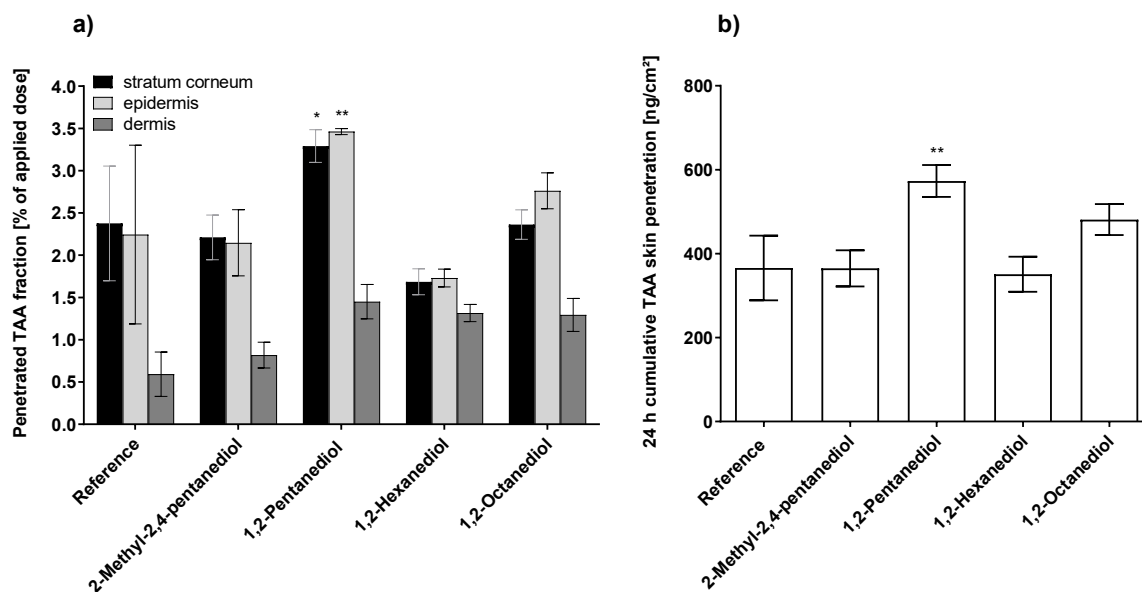 a)
Penetrated TAA fraction [% of applied dose]
4.0
3.5
3.0
2.5
2.0
1.5
1.0
0.5
0.0
stratum corneum
epidermis
dermis
*
**
Reference
2-Methyl-2,4-pentanediol
1,2-Pentanediol
1,2-Hexanediol
1,2-Octanediol
b)
24 h cumulative TAA skin penetration [ng/cm²]
800
600
400
200
0
**
Reference
2-Methyl-2,4-pentanediol
1,2-Pentanediol
1,2-Hexanediol
1,2-Octanediol